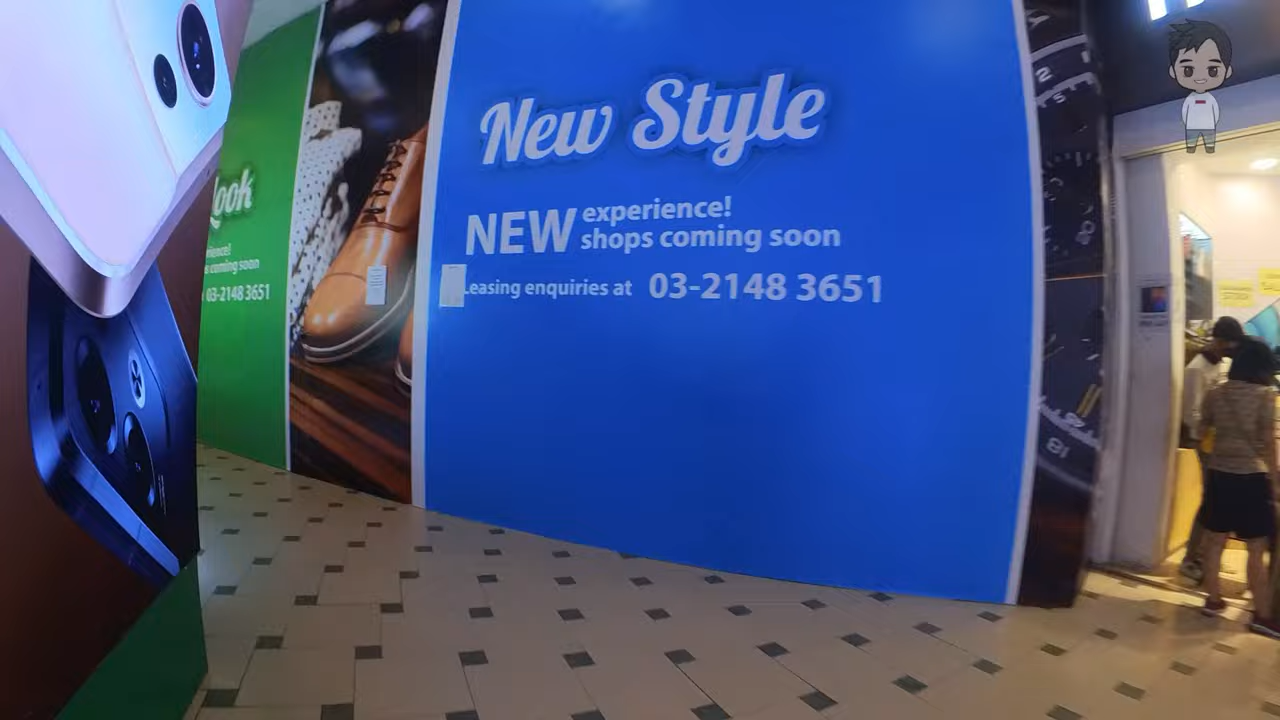 Look
experience!
coming soon
03-2148 3651
New Style
NEW experience!
shops coming soon
Leasing enquiries at 03-2148 3651